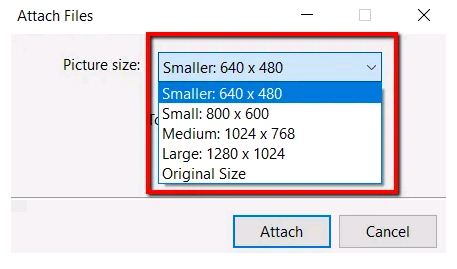 Attach Files
Picture size:
Smaller: 640 x 480
Smaller: 640 x 480
Small: 800 x 600
Medium: 1024 x 768
Large: 1280 x 1024
Original Size
Attach
Cancel